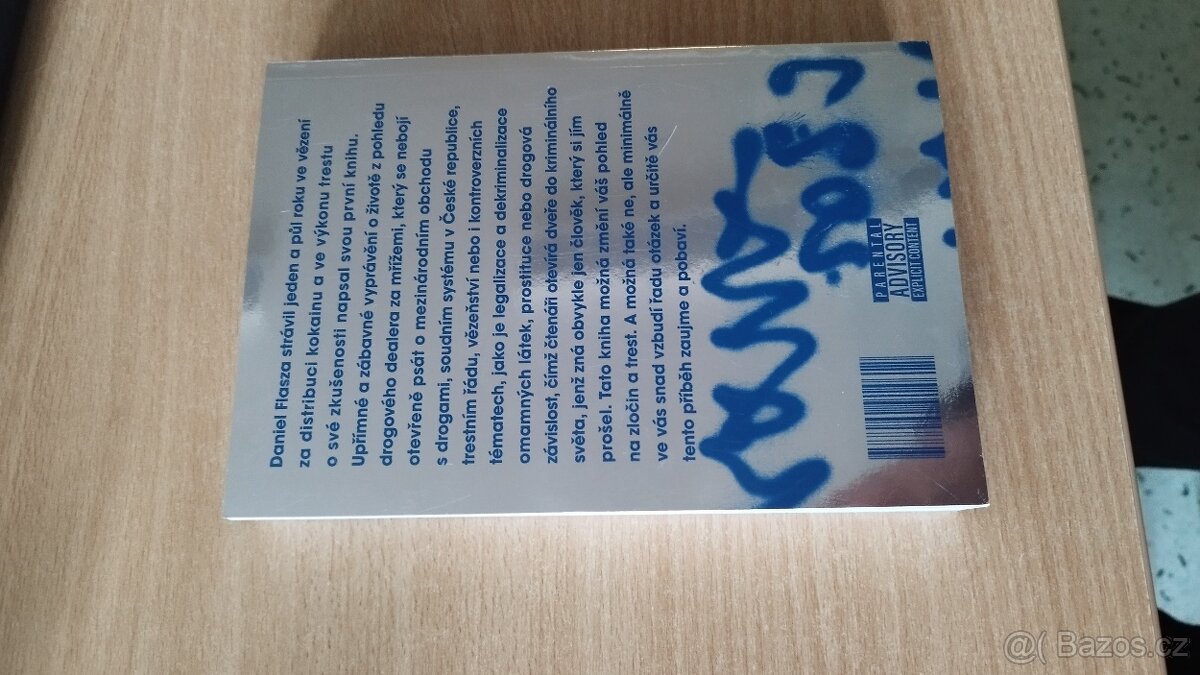 Daniel Flasza strávil jeden a půl roku ve vězení
za distribuci kokainu a ve výkonu trestu
o své zkušenosti napsal svou první knihu.
Upřímné a zábavné vyprávění o životě z pohledu
drogového dealera za mřížemi, který se nebojí
otevřeně psát o mezinárodním obchodu
s drogami, soudním systému v České republice,
trestním řádu, vězeňství nebo i kontroverzních
tématech, jako je legalizace a dekriminalizace
omamných látek, prostituce nebo drogová
závislost, čímž čtenáři otevírá dveře do kriminálního
světa, jenž zná obvykle jen člověk, který si jím
prošel. Tato kniha možná změní váš pohled
na zločin a trest. A možná také ne, ale minimálně
ve vás snad vzbudí řadu otázek a určitě vás
tento příběh zaujme a pobaví.
PARENTAL
ADVISORY
EXPLICIT CONTENT
Bazos.cz